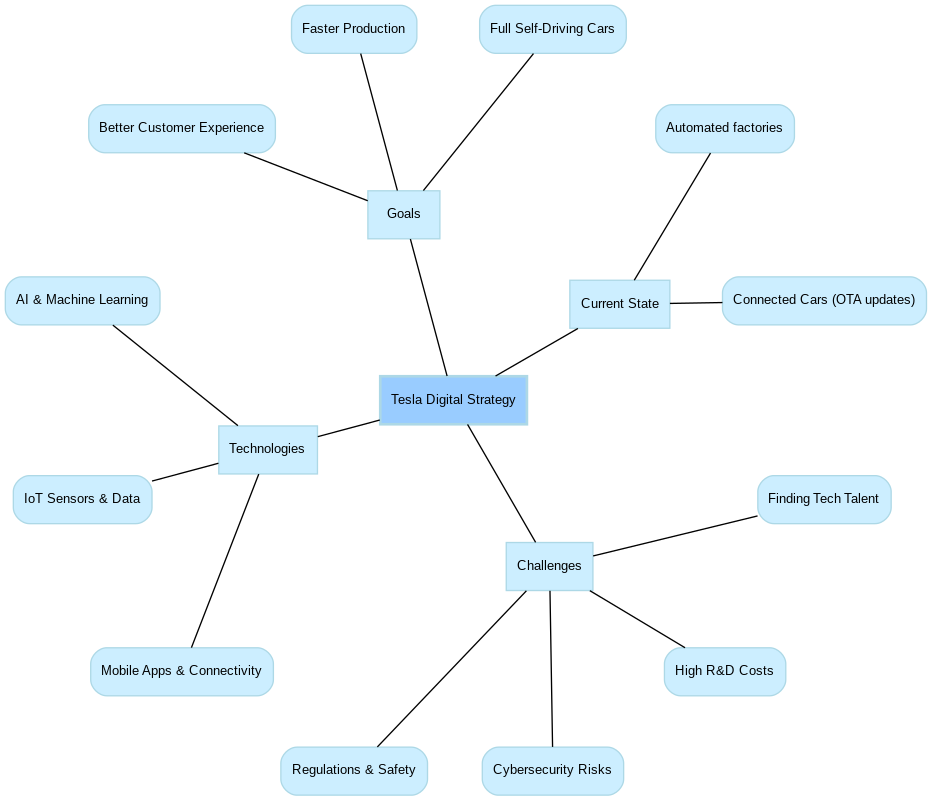 Faster Production
Full Self-Driving Cars
Better Customer Experience
Automated factories
Goals
AI & Machine Learning
Current State
Connected Cars (OTA updates)
Tesla Digital Strategy
Technologies
IoT Sensors & Data
Finding Tech Talent
Challenges
Mobile Apps & Connectivity
High R&D Costs
Regulations & Safety
Cybersecurity Risks